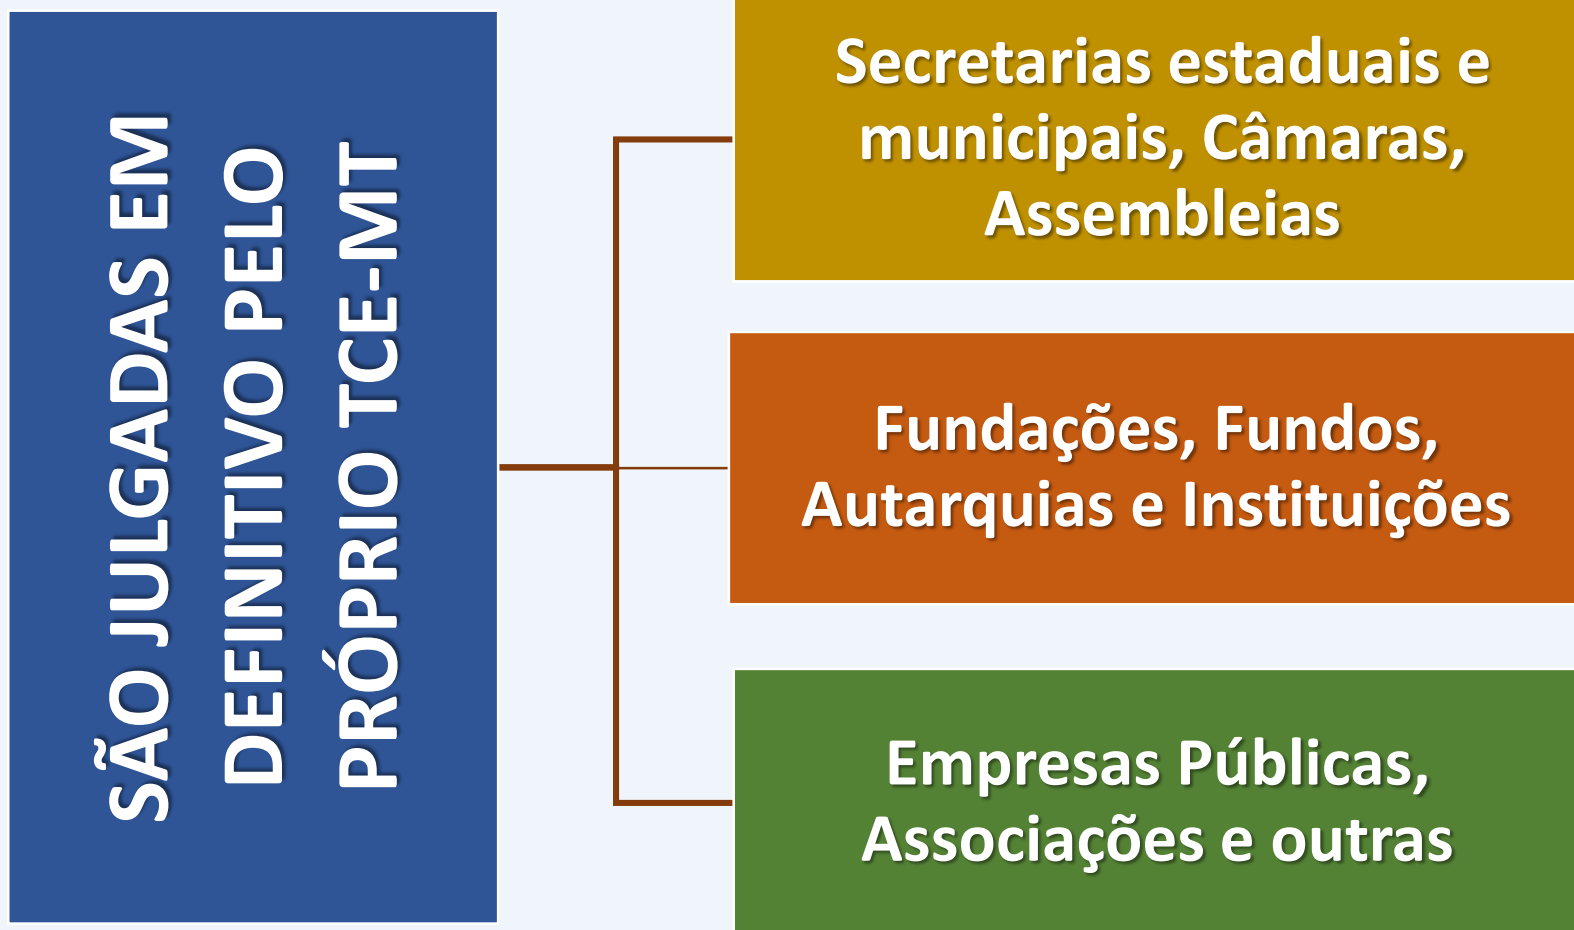 SÃO JULGADAS EM
DEFINITIVO PELO
PRÓPRIO TCE-MT
Secretarias estaduais e
municipais, Câmaras,
Assembleias
Fundações, Fundos,
Autarquias e Instituições
Empresas Públicas,
Associações e outras